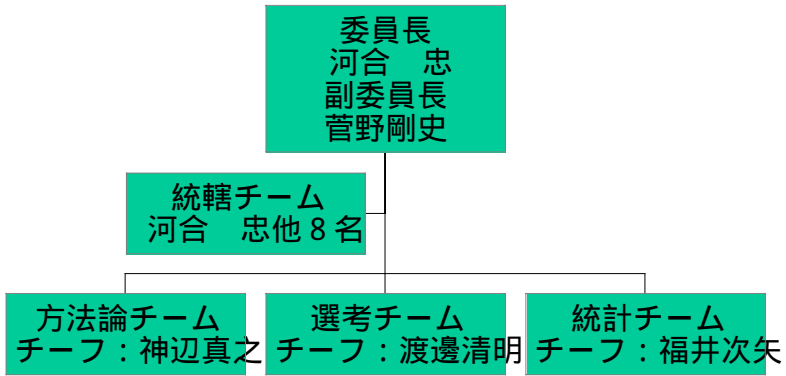 委員長
河合　忠
副委員長
菅野剛史
統轄チーム
河合　忠他８名
方法論チーム
チーフ：神辺真之
選考チーム
チーフ：渡邊清明
統計チーム
チーフ：福井次矢